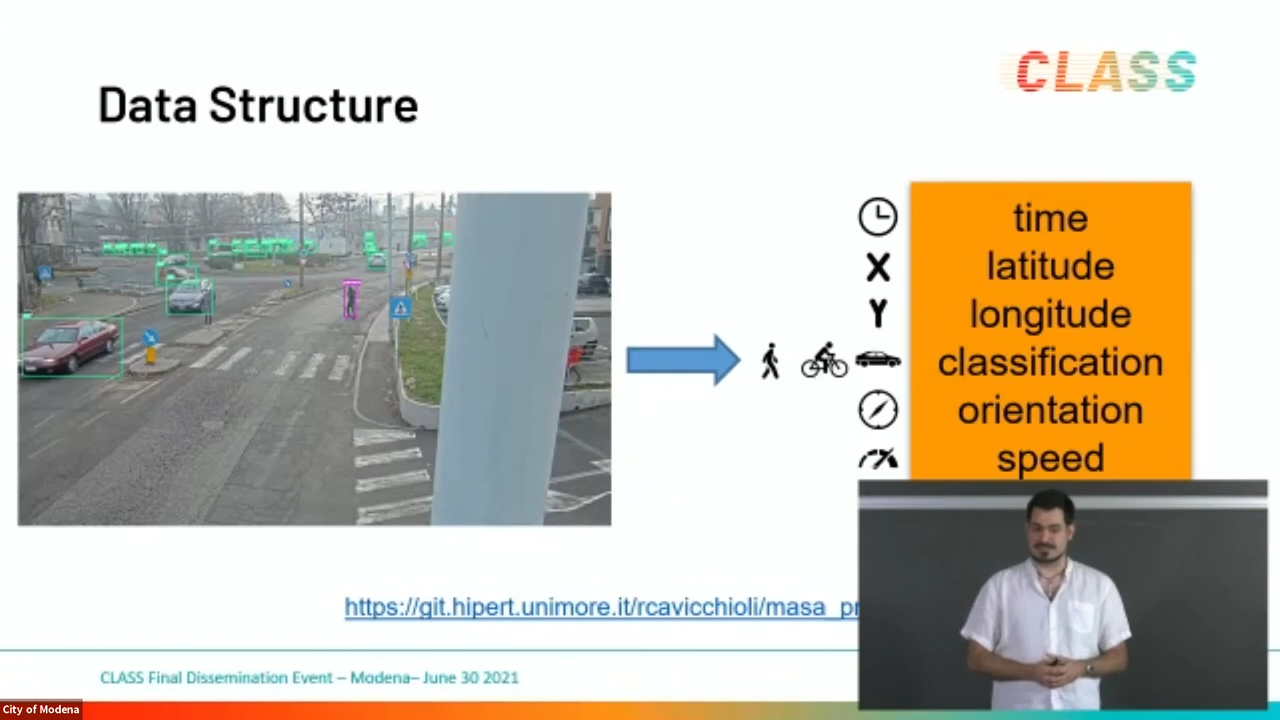 CLASS
Data Structure
time
X latitude
Y longitude
classification
orientation
speed
https://git.hipert.unimore.it/rcavicchioli/masa_pr
CLASS Final Dissemination Event – Modena– June 30 2021
City of Modena